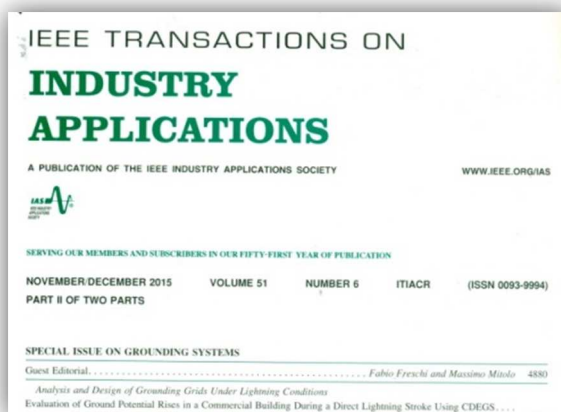 IEEE TRANSACTIONS ON
INDUSTRY
APPLICATIONS
A PUBLICATION OF THE IEEE INDUSTRY APPLICATIONS SOCIETY WWW.IEEE.ORG/IAS
IAS
SERVING OUR MEMBERS AND SUBSCRIBERS IN OUR FIFTY-FIRST YEAR OF PUBLICATION
NOVEMBER/DECEMBER 2015 VOLUME 51 NUMBER 6 ITIACR (ISSN 0093-9994)
PART II OF TWO PARTS
SPECIAL ISSUE ON GROUNDING SYSTEMS
Guest Editorial. . . . . . . . . . . . . . . . . . . . . . . . . . . . . . . . . . . . . . . . . . . . Fabio Freschi and Massimo Mitolo 4880
Analysis and Design of Grounding Grids Under Lightning Conditions
Evaluation of Ground Potential Rises in a Commercial Building During a Direct Lightning Stroke Using CDEGS. . . .